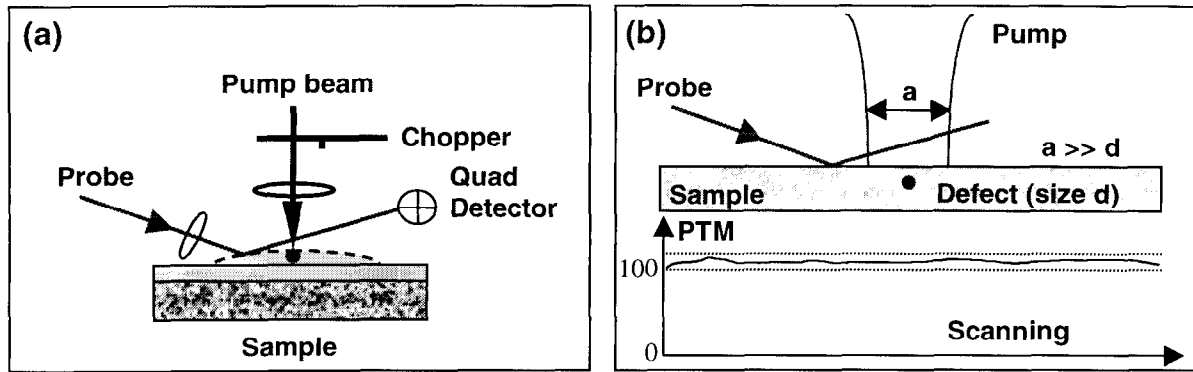 (a)
Pump beam
Chopper
Probe
Quad
Detector
Sample
(b)
Pump
Probe
a
a >> d
Sample
Defect (size d)
PTM
100
Scanning
0